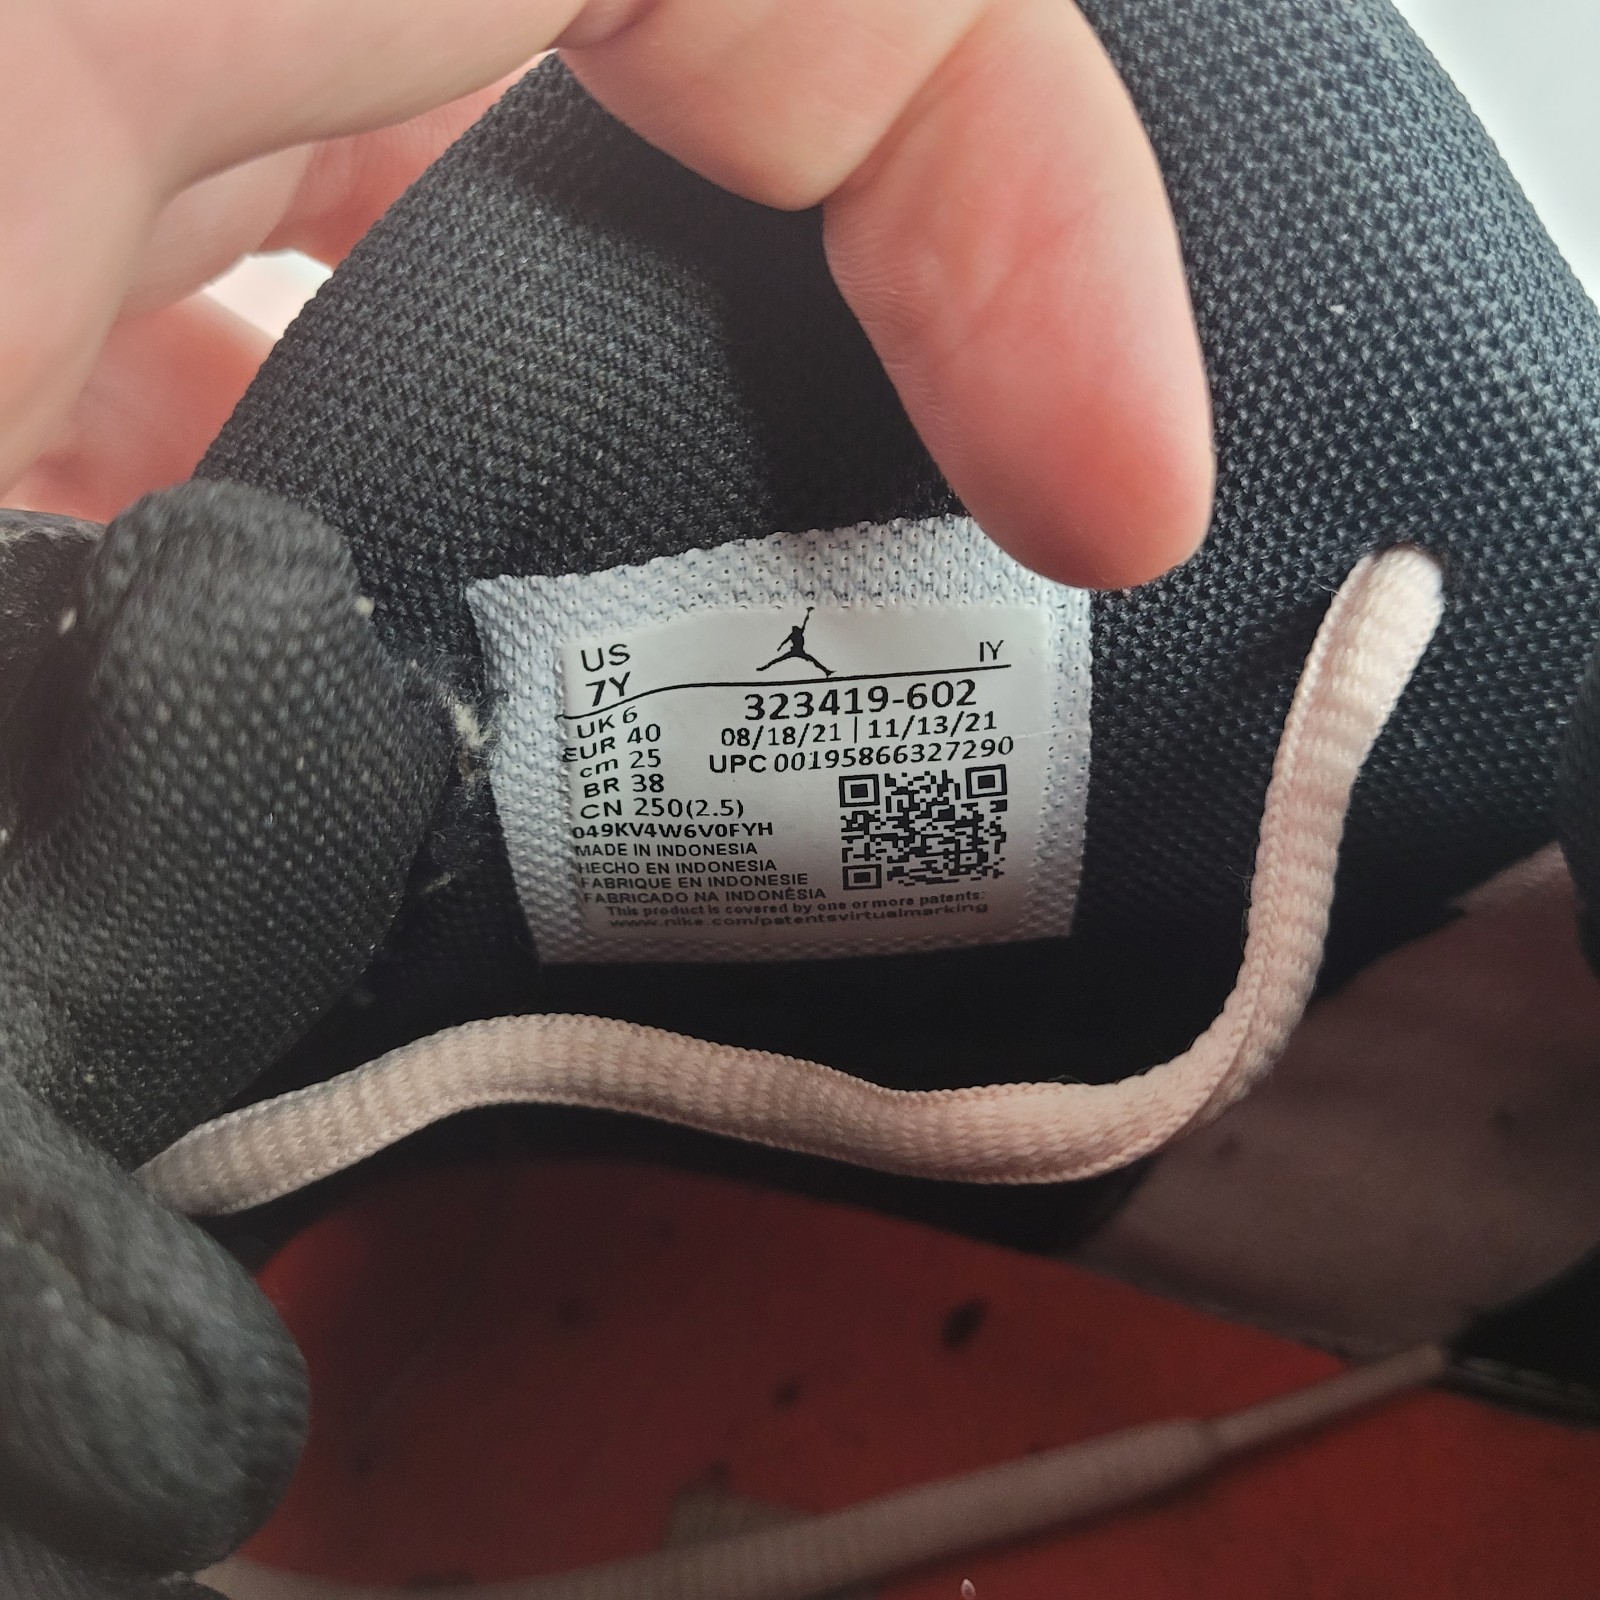 US
7Y
IY
323419-602
08/18/21 | 11/13/21
UPC 00195866327290
UK 6
EUR 40
cm 25
BR 38
CN 250(2.5)
049KV4W6V0FYH
MADE IN INDONESIA
HECHO EN INDONESIA
FABRIQUE EN INDONESIE
FABRICADO NA INDONÉSIA
This product is covered by one or more patents:
www.nike.com/patentsvirtualmarking